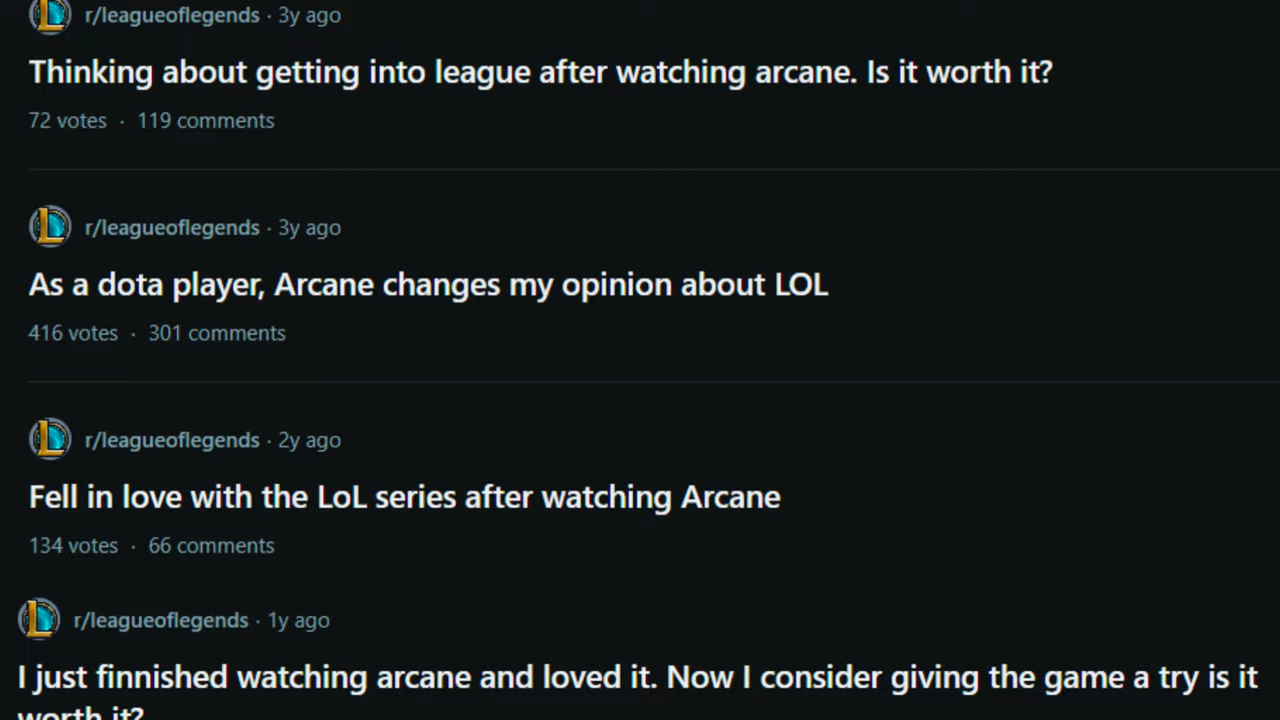 r/leagueoflegends · 3y ago
Thinking about getting into league after watching arcane. Is it worth it?
72 votes · 119 comments
r/leagueoflegends · 3y ago
As a dota player, Arcane changes my opinion about LOL
416 votes · 301 comments
r/leagueoflegends · 2y ago
Fell in love with the LoL series after watching Arcane
134 votes · 66 comments
r/leagueoflegends · 1y ago
I just finnished watching arcane and loved it. Now I consider giving the game a try is it
worth it?